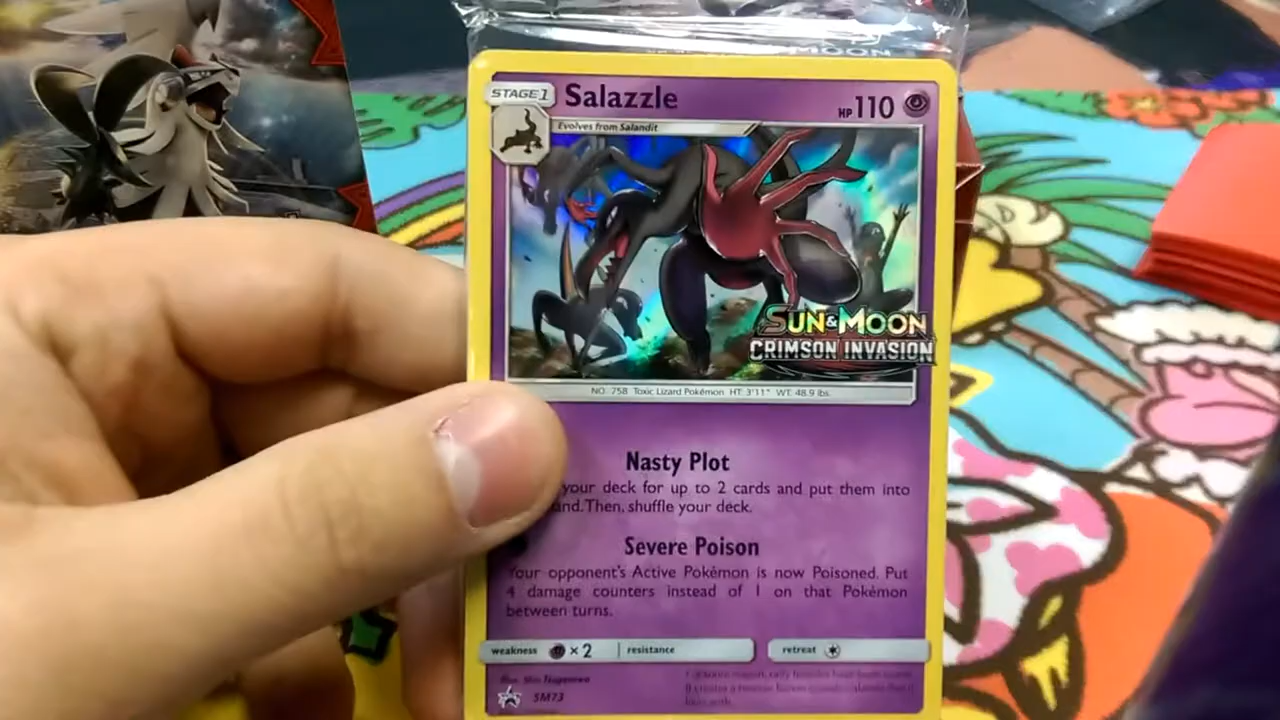 MOON
STAGE 1 Salazzle HP 110
Evolves from Salandit
SUN & MOON
CRIMSON INVASION
NO. 758 Toxic Lizard Pokémon HT: 3'11" WT: 48.9 lbs.
Nasty Plot
your deck for up to 2 cards and put them into
Then, shuffle your deck.
Severe Poison
Your opponent's Active Pokémon is now Poisoned. Put
4 damage counters instead of 1 on that Pokémon
between turns.
weakness ×2 resistance retreat
SM73